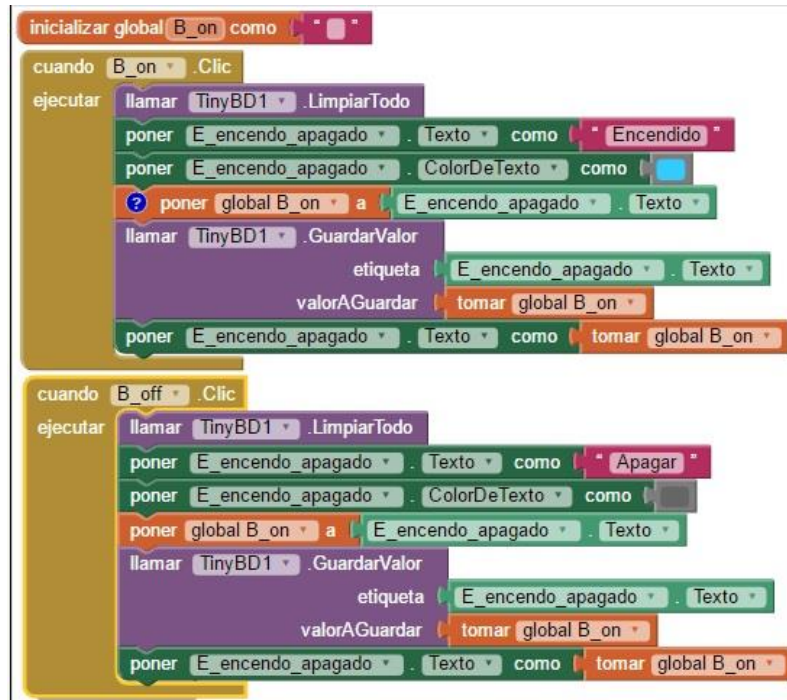 inicializar global B_on como " "
cuando B_on .Clic
ejecutar llamar TinyBD1 .LimpiarTodo
poner E_encendo_apagado . Texto como " Encendido "
poner E_encendo_apagado . ColorDeTexto como
? poner global B_on a E_encendo_apagado . Texto
llamar TinyBD1 .GuardarValor
etiqueta E_encendo_apagado . Texto
valorAGuardar tomar global B_on
poner E_encendo_apagado . Texto como tomar global B_on
cuando B_off .Clic
ejecutar llamar TinyBD1 .LimpiarTodo
poner E_encendo_apagado . Texto como " Apagar "
poner E_encendo_apagado . ColorDeTexto como
poner global B_on a E_encendo_apagado . Texto
llamar TinyBD1 .GuardarValor
etiqueta E_encendo_apagado . Texto
valorAGuardar tomar global B_on
poner E_encendo_apagado . Texto como tomar global B_on